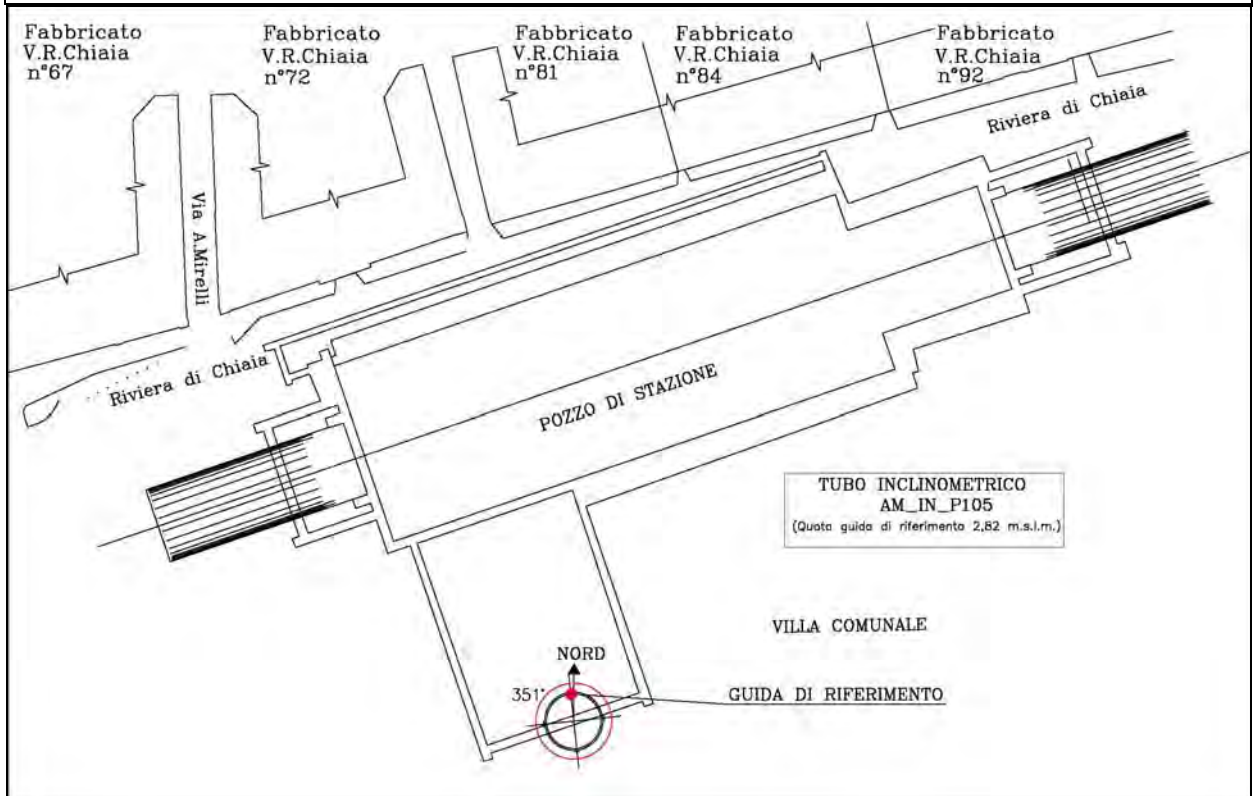 Fabbricato
V.R.Chiaia
n°67
Fabbricato
V.R.Chiaia
n°72
Fabbricato
V.R.Chiaia
n°81
Fabbricato
V.R.Chiaia
n°84
Fabbricato
V.R.Chiaia
n°92
Riviera di Chiaia
Via A.Mirelli
Riviera di Chiaia
POZZO DI STAZIONE
TUBO INCLINOMETRICO
AM_IN_P105
(Quota guida di riferimento 2,82 m.s.l.m.)
VILLA COMUNALE
NORD
351°
GUIDA DI RIFERIMENTO